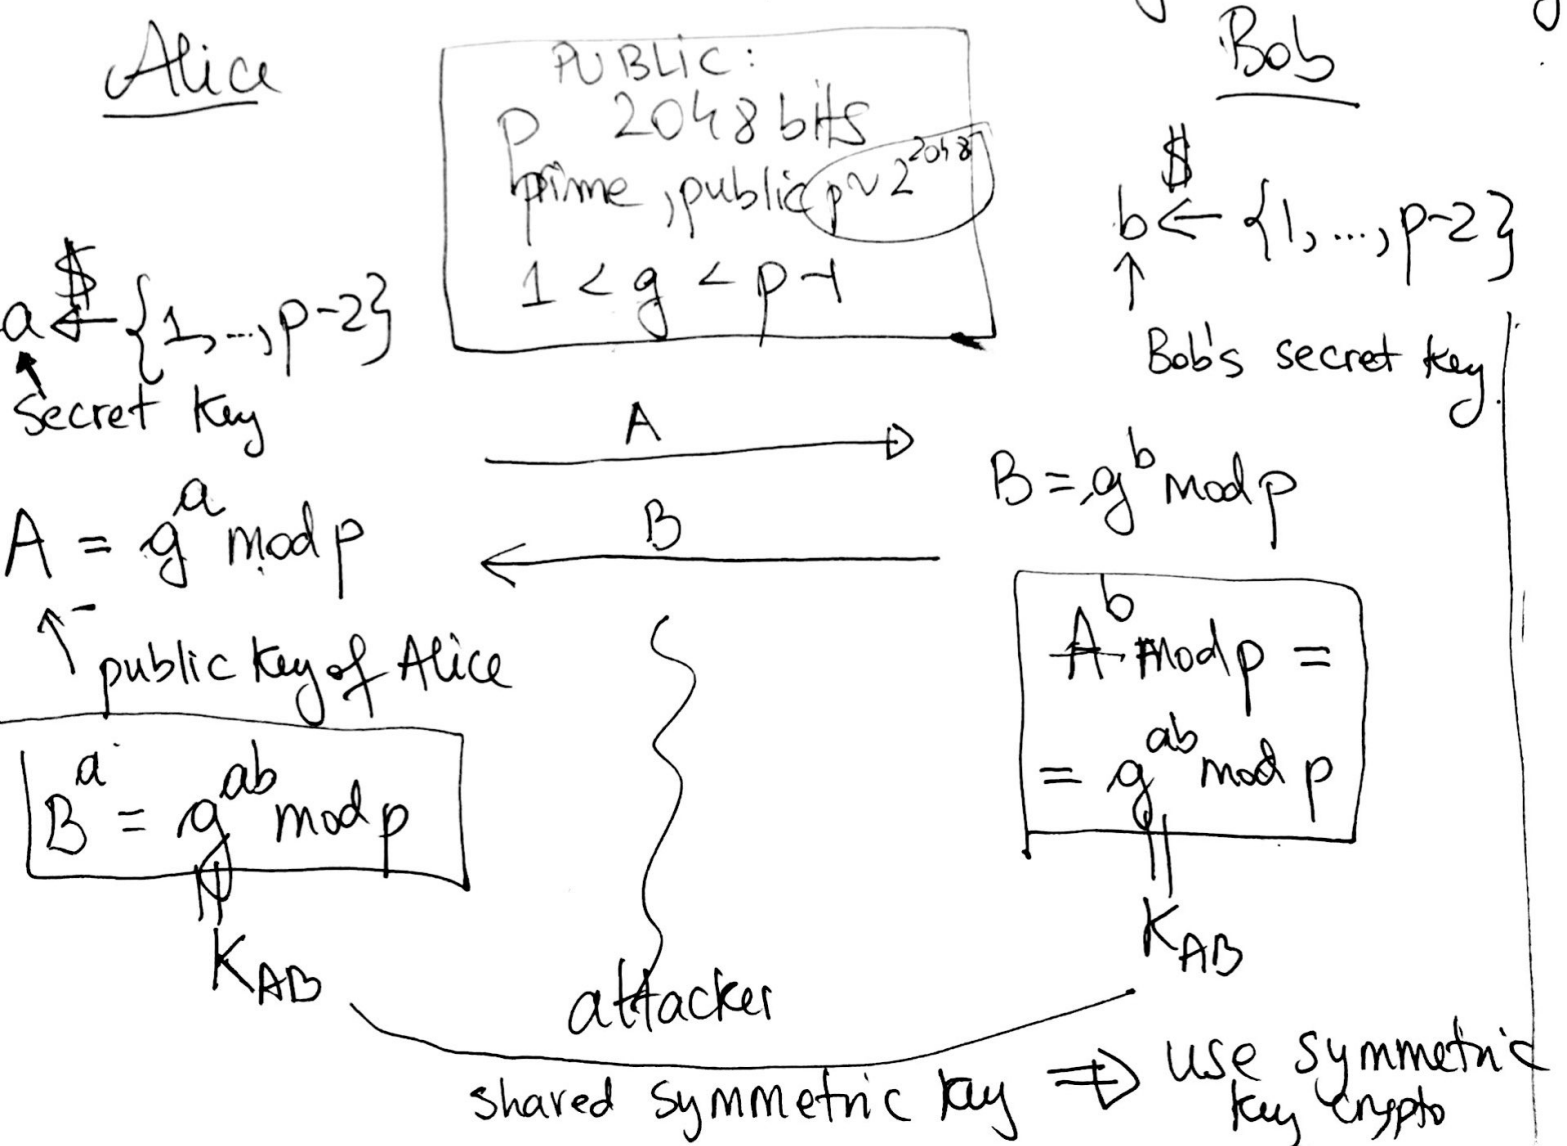 Alice
PUBLIC:
p 2048 bits
prime, public p ~ 2^2048
1 < g < p-1
Bob
b <-$ {1, ..., p-2}
Bob's secret key
a <-$ {1, ..., p-2}
secret key
A
B
A = g^a mod p
public key of Alice
B^a = g^ab mod p
K_AB
B = g^b mod p
A^b mod p =
= g^ab mod p
K_AB
attacker
shared symmetric key ⇒ use symmetric
key crypto